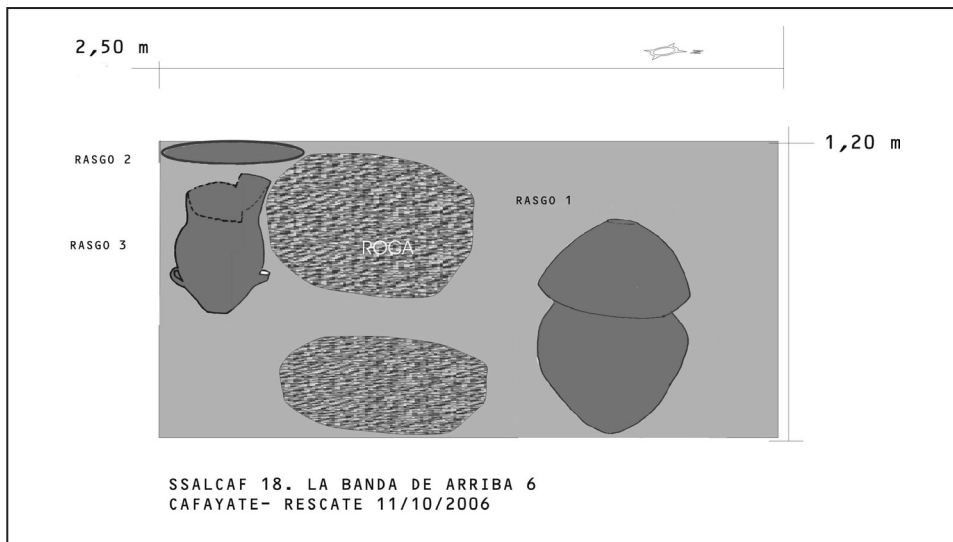 2,50 m
1,20 m
RASGO 2
RASGO 1
RASGO 3
ROCA
SSALCAF 18. LA BANDA DE ARRIBA 6
CAFAYATE- RESCATE 11/10/2006